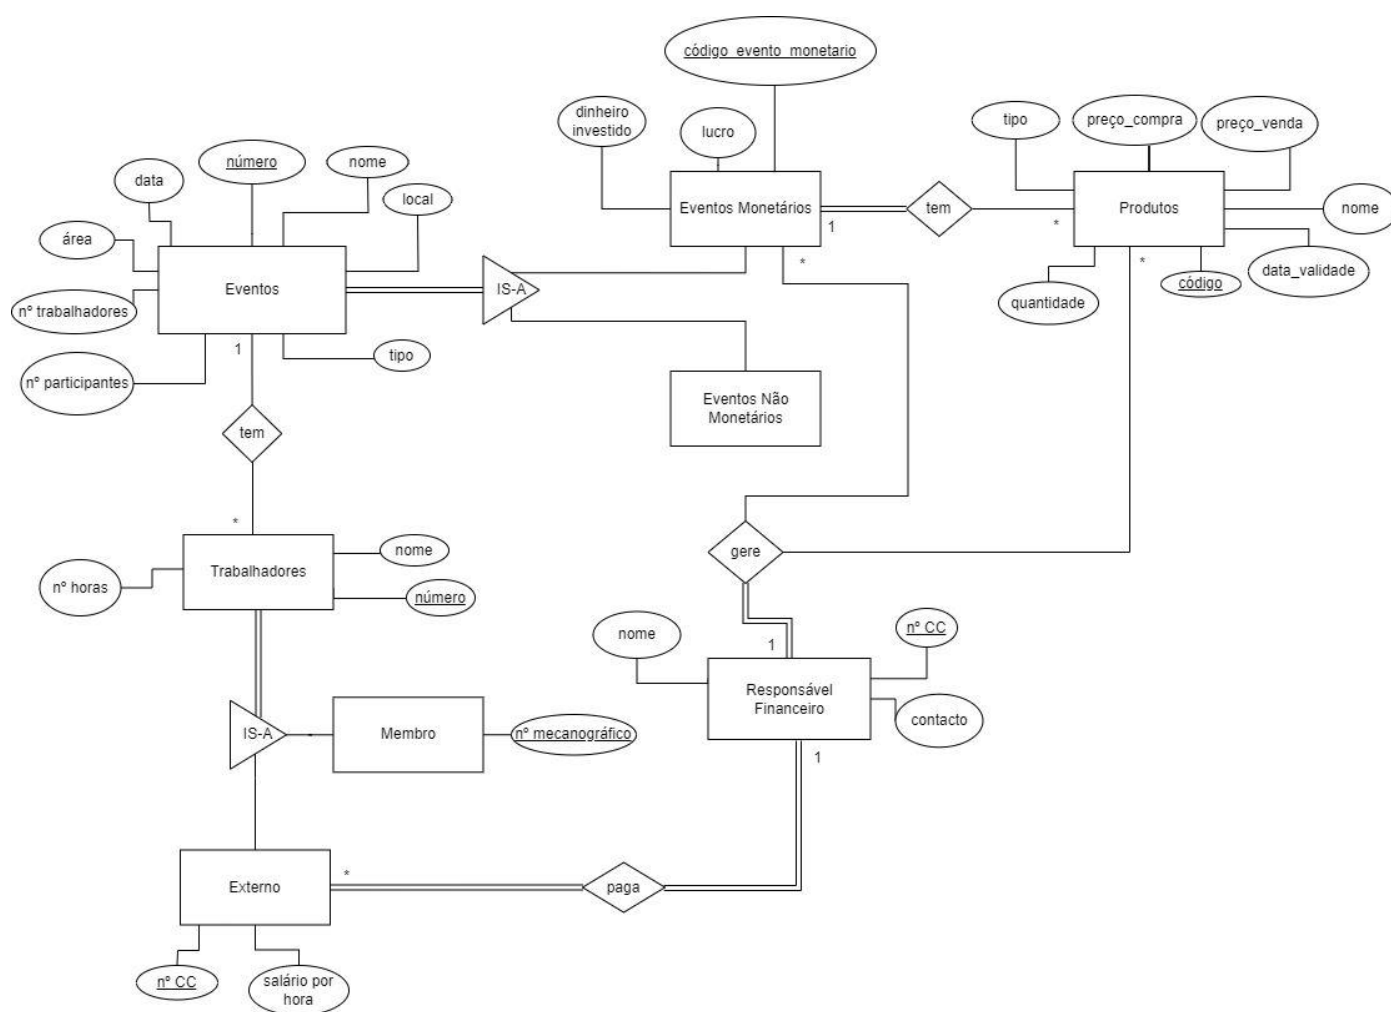 código_evento_monetario
dinheiro
investido
lucro
tipo
preço_compra
preço_venda
data
número
nome
local
área
Eventos Monetários
tem
Produtos
nome
1
*
*
*
nº trabalhadores
Eventos
IS-A
quantidade
código
data_validade
nº participantes
1
tipo
Eventos Não
Monetários
tem
*
nome
Trabalhadores
nº horas
número
gere
nome
1
nº CC
Responsável
Financeiro
contacto
IS-A
Membro
nº mecanográfico
1
Externo
*
paga
nº CC
salário por
hora